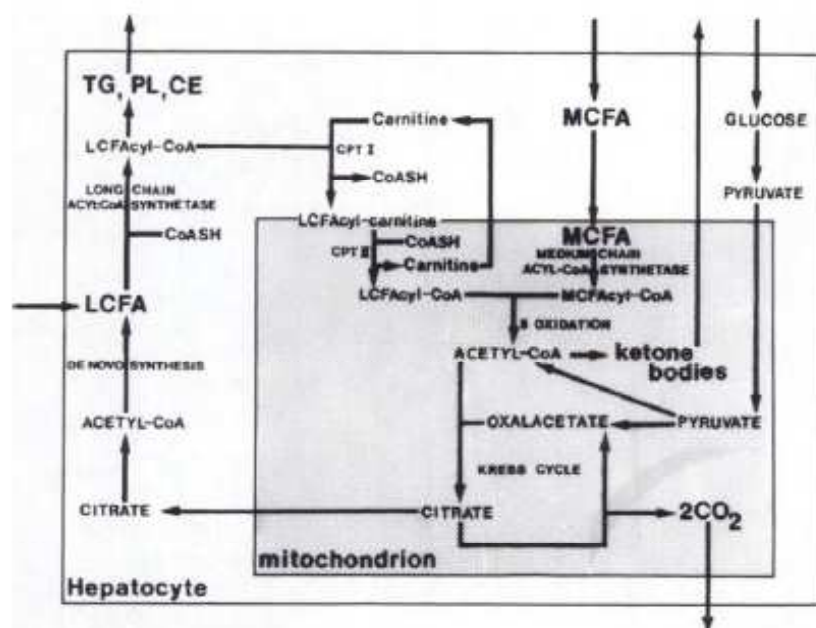 TG, PL, CE
Carnitine
MCFA
GLUCOSE
LCFAcyl-CoA
CPT I
CoASH
PYRUVATE
LONG CHAIN
ACYL-CoA SYNTHETASE
LCFAcyl-carnitine
CoASH
CoASH
MCFA
CPT II
Carnitine
MEDIUM CHAIN
ACYL-CoA SYNTHETASE
LCFA
LCFAcyl-CoA
MCFAcyl-CoA
B OXIDATION
DE NOVO SYNTHESIS
ACETYL-CoA
ketone
bodies
ACETYL-CoA
OXALACETATE
PYRUVATE
KREBS CYCLE
CITRATE
CITRATE
2CO2
mitochondrion
Hepatocyte